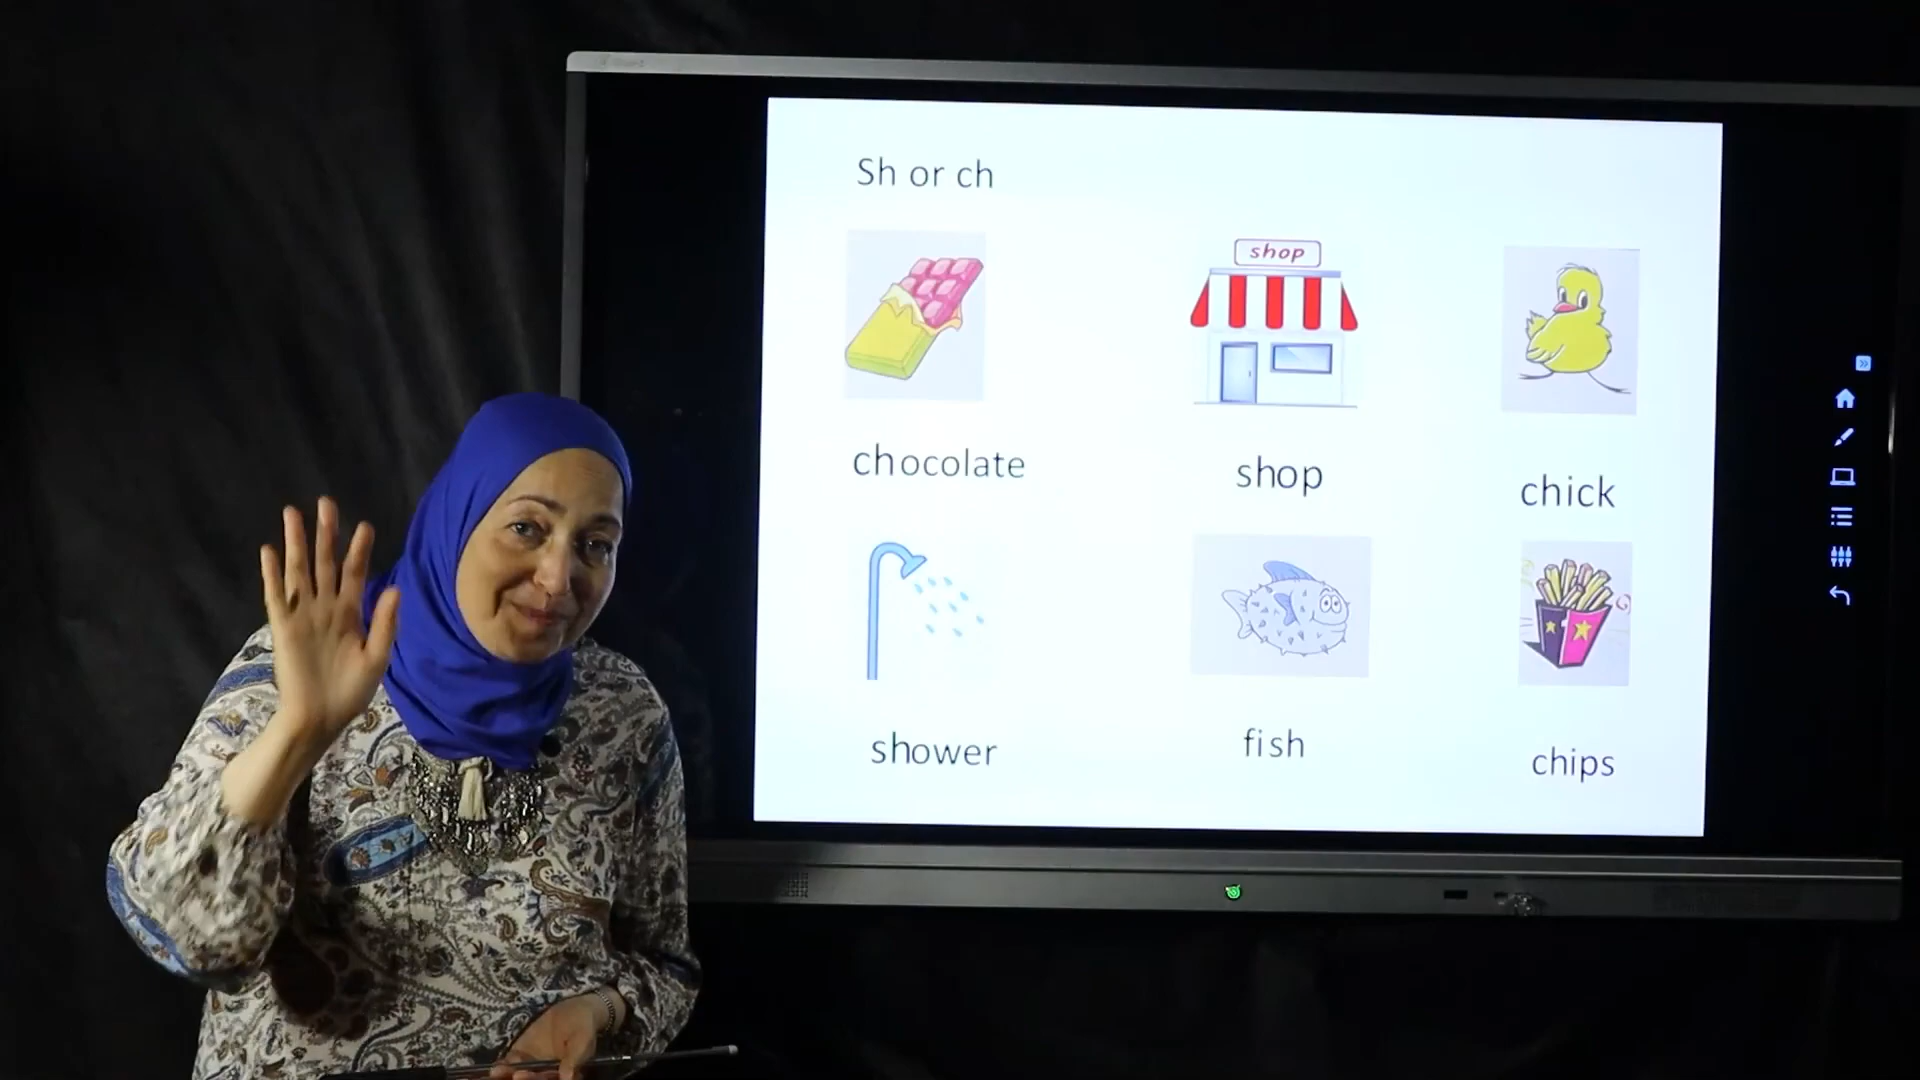 Sh or ch
shop
chocolate
shop
chick
shower
fish
chips